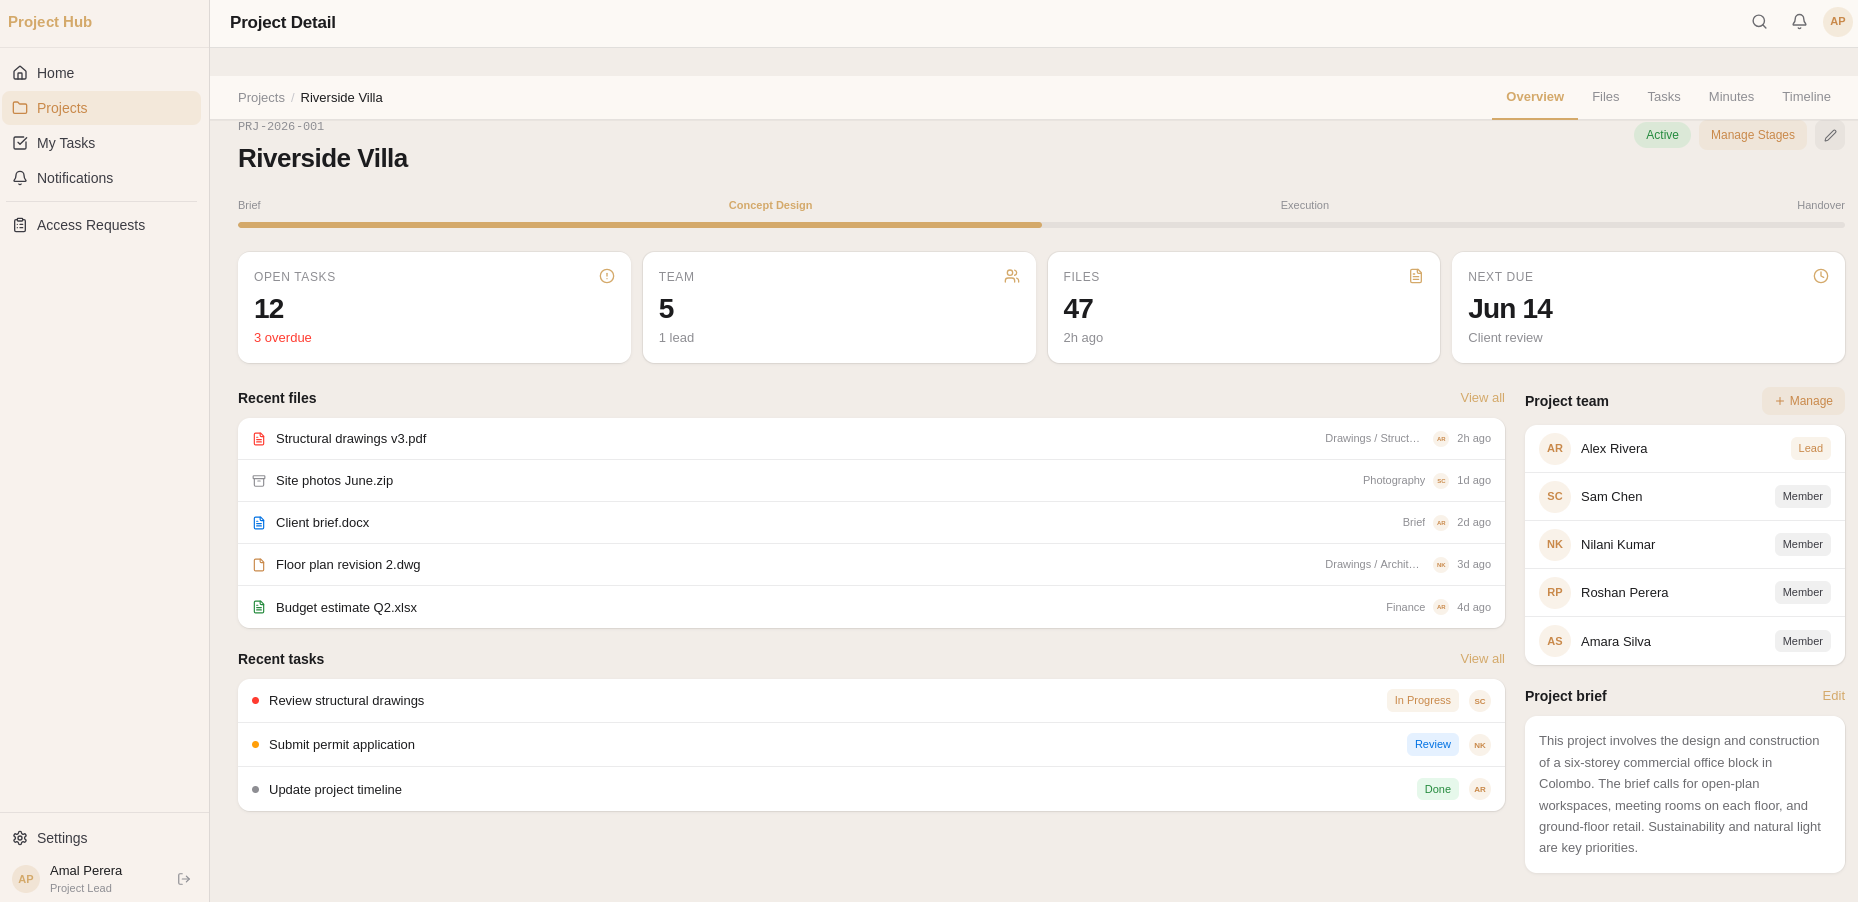 Project Hub
Project Detail
AP
Home
Projects
My Tasks
Notifications
Access Requests
Projects / Riverside Villa
Overview
Files
Tasks
Minutes
Timeline
PRJ-2026-001
Riverside Villa
Active
Manage Stages
Brief
Concept Design
Execution
Handover
OPEN TASKS
12
3 overdue
TEAM
5
1 lead
FILES
47
2h ago
NEXT DUE
Jun 14
Client review
Recent files
View all
Structural drawings v3.pdf
Drawings / Struct…
AR
2h ago
Site photos June.zip
Photography
SC
1d ago
Client brief.docx
Brief
AR
2d ago
Floor plan revision 2.dwg
Drawings / Archit…
NK
3d ago
Budget estimate Q2.xlsx
Finance
AR
4d ago
Recent tasks
View all
Review structural drawings
In Progress
SC
Submit permit application
Review
NK
Update project timeline
Done
AR
Project team
+ Manage
AR
Alex Rivera
Lead
SC
Sam Chen
Member
NK
Nilani Kumar
Member
RP
Roshan Perera
Member
AS
Amara Silva
Member
Project brief
Edit
This project involves the design and construction
of a six-storey commercial office block in
Colombo. The brief calls for open-plan
workspaces, meeting rooms on each floor, and
ground-floor retail. Sustainability and natural light
are key priorities.
Settings
AP
Amal Perera
Project Lead